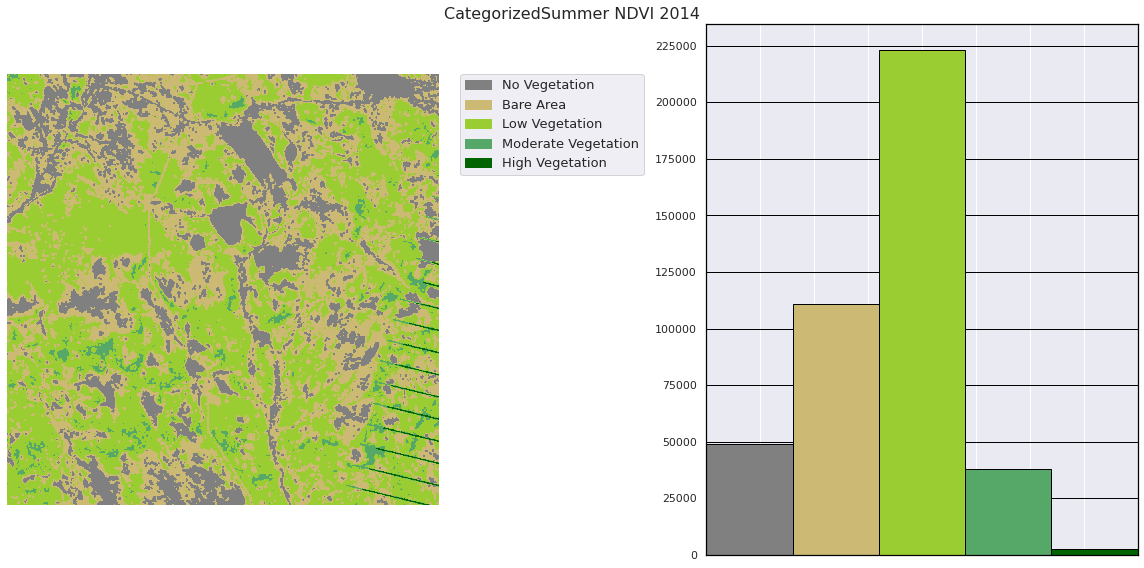 CategorizedSummer NDVI 2014
No Vegetation
Bare Area
Low Vegetation
Moderate Vegetation
High Vegetation
225000
200000
175000
150000
125000
100000
75000
50000
25000
0